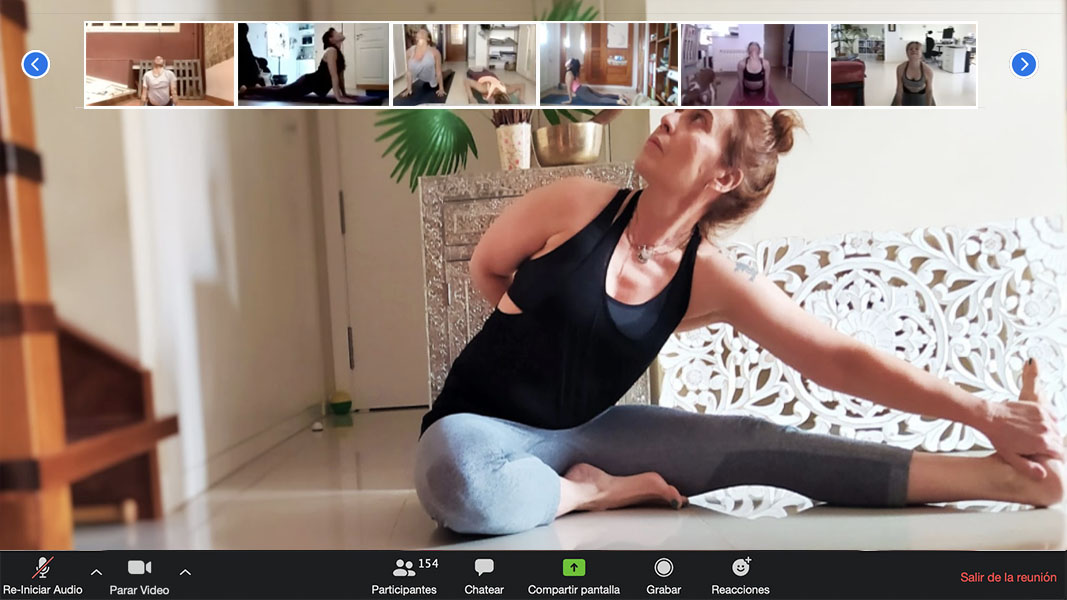 154
Re-Iniciar Audio
Parar Video
Participantes
Chatear
Compartir pantalla
Grabar
Reacciones
Salir de la reunión